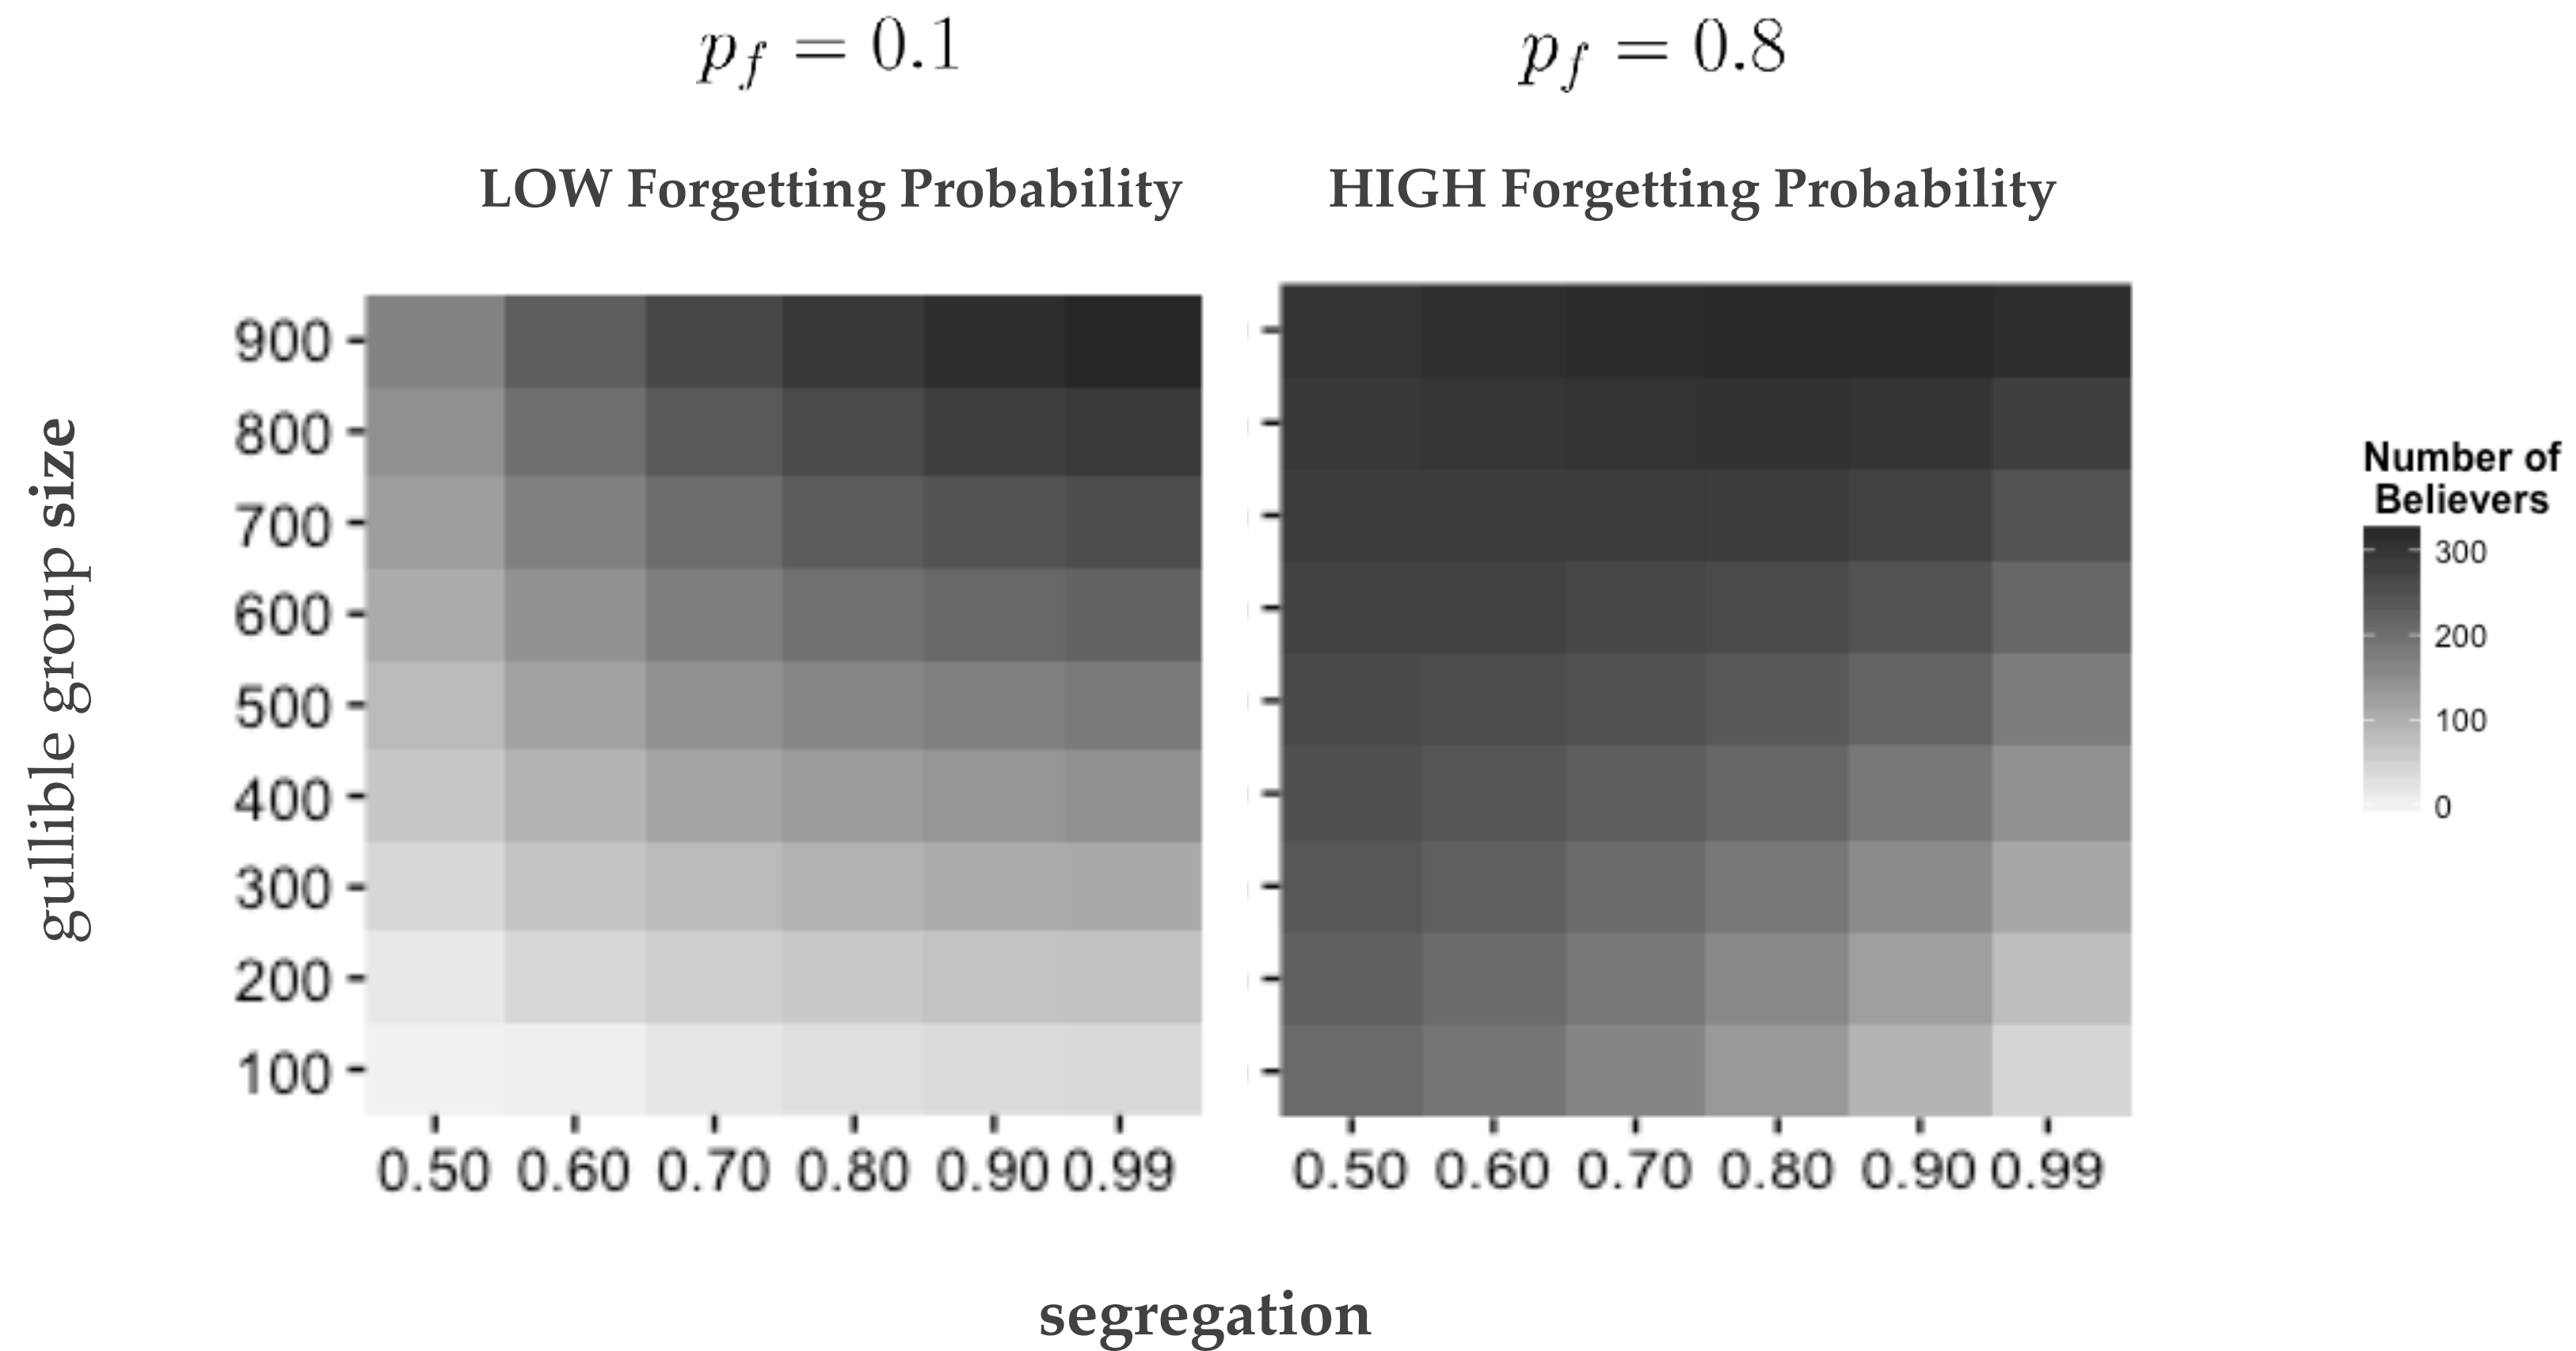 p_f = 0.1
p_f = 0.8
LOW Forgetting Probability
HIGH Forgetting Probability
gullible group size
900
800
700
600
500
400
300
200
100
0.50 0.60 0.70 0.80 0.90 0.99
0.50 0.60 0.70 0.80 0.90 0.99
segregation
Number of
Believers
300
200
100
0